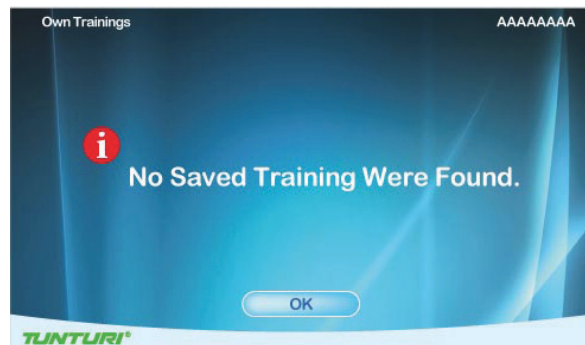 Own Trainings
AAAAAAAA
i
No Saved Training Were Found.
OK
TUNTURI®